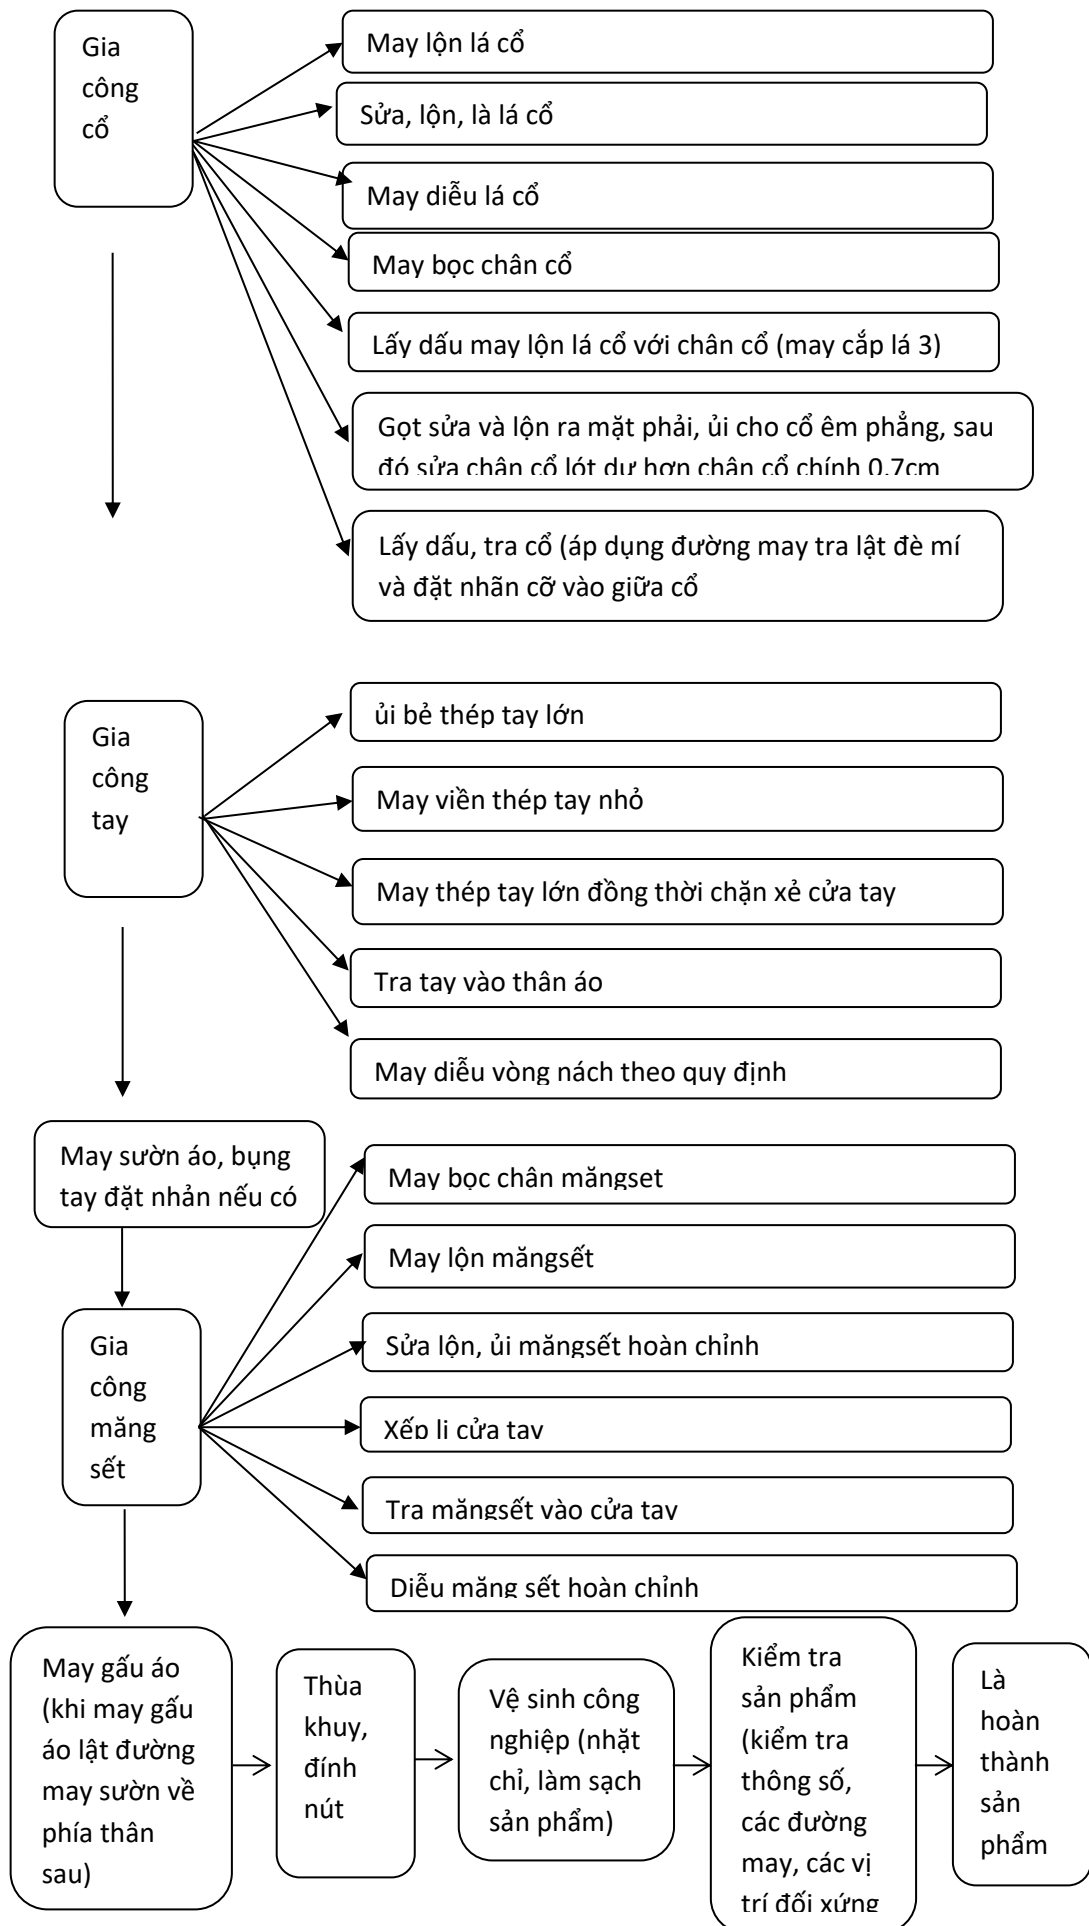 Gia
công
cổ
May lộn lá cổ
Sửa, lộn, là lá cổ
May diễu lá cổ
May bọc chân cổ
Lấy dấu may lộn lá cổ với chân cổ (may cắp lá 3)
Gọt sửa và lộn ra mặt phải, ủi cho cổ êm phẳng, sau
đó sửa chân cổ lót dư hơn chân cổ chính 0.7cm
Lấy dấu, tra cổ (áp dụng đường may tra lật đè mí
và đặt nhãn cỡ vào giữa cổ
Gia
công
tay
ủi bẻ thép tay lớn
May viền thép tay nhỏ
May thép tay lớn đồng thời chặn xẻ cửa tay
Tra tay vào thân áo
May diễu vòng nách theo quy định
May sườn áo, bụng
tay đặt nhản nếu có
Gia
công
măng
sết
May bọc chân măngset
May lộn măngsết
Sửa lộn, ủi măngsết hoàn chỉnh
Xếp li cửa tay
Tra măngsết vào cửa tay
Diễu măng sết hoàn chỉnh
May gấu áo
(khi may gấu
áo lật đường
may sườn về
phía thân
sau)
Thùa
khuy,
đính
nút
Vệ sinh công
nghiệp (nhặt
chỉ, làm sạch
sản phẩm)
Kiểm tra
sản phẩm
(kiểm tra
thông số,
các đường
may, các vị
trí đối xứng
Là
hoàn
thành
sản
phẩm